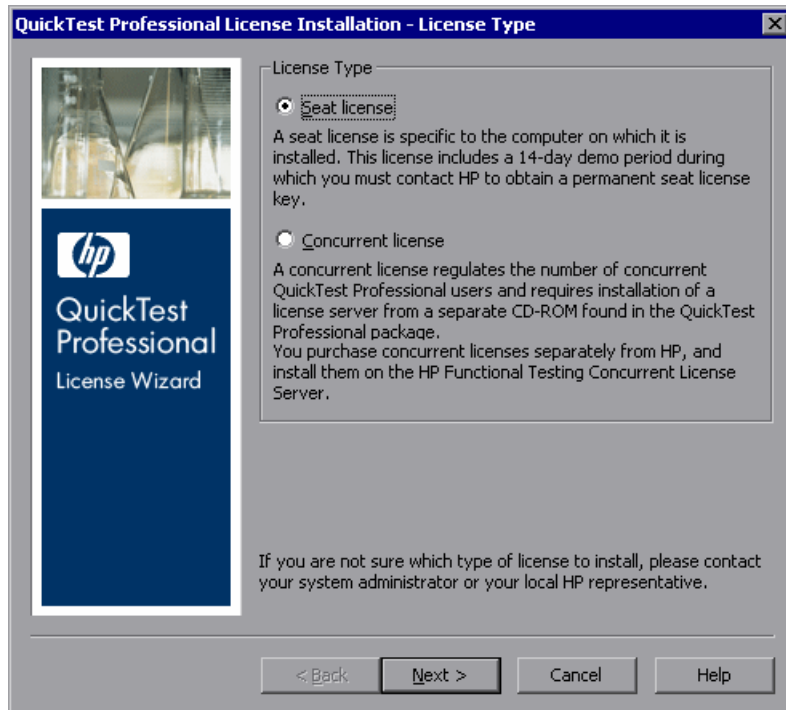 QuickTest Professional License Installation - License Type
License Type
Seat license
A seat license is specific to the computer on which it is
installed. This license includes a 14-day demo period during
which you must contact HP to obtain a permanent seat license
key.
Concurrent license
A concurrent license regulates the number of concurrent
QuickTest Professional users and requires installation of a
license server from a separate CD-ROM found in the QuickTest
Professional package.
You purchase concurrent licenses separately from HP, and
install them on the HP Functional Testing Concurrent License
Server.
hp
QuickTest
Professional
License Wizard
If you are not sure which type of license to install, please contact
your system administrator or your local HP representative.
< Back
Next >
Cancel
Help